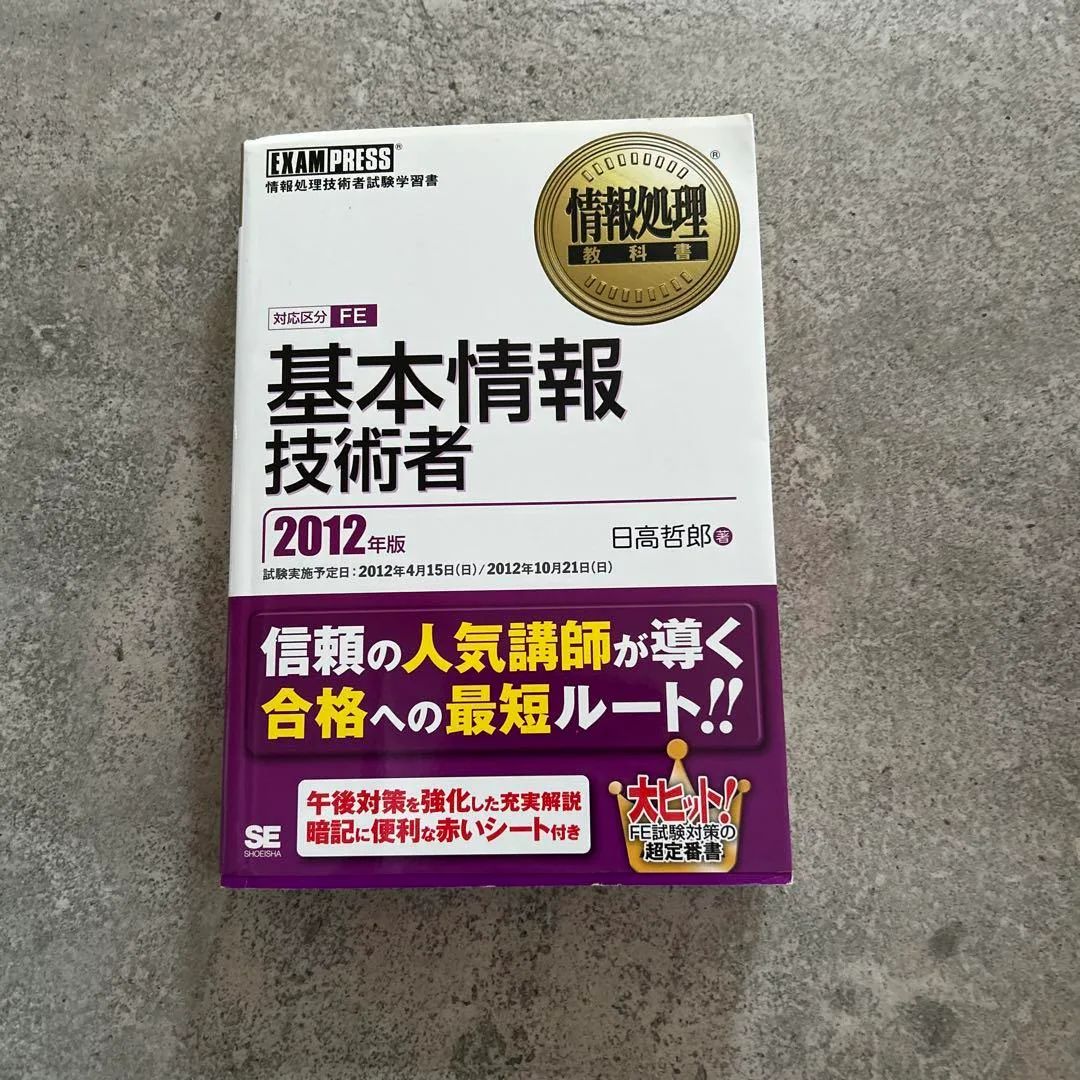 EXAMPRESS®
情報処理技術者試験学習書
情報処理®
教科書
対応区分 FE
基本情報
技術者
2012年版
日高哲郎 著
試験実施予定日：2012年4月15日（日）/2012年10月21日（日）
信頼の人気講師が導く
合格への最短ルート!!
午後対策を強化した充実解説
暗記に便利な赤いシート付き
大ヒット!
FE試験対策の
超定番書
SE
SHOEISHA